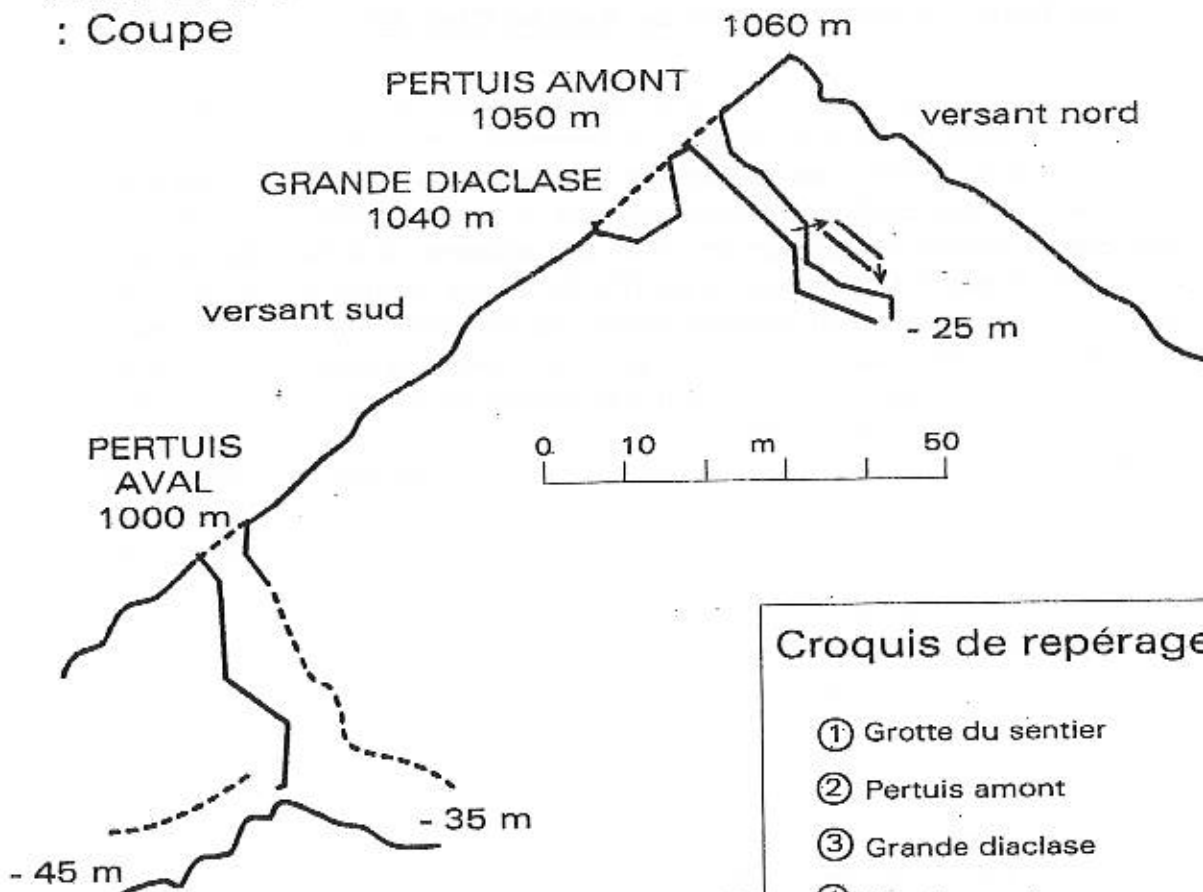 : Coupe
1060 m
PERTUIS AMONT
1050 m
versant nord
GRANDE DIACLASE
1040 m
versant sud
- 25 m
PERTUIS
AVAL
1000 m
0 10 m 50
- 35 m
- 45 m
Croquis de repérage
① Grotte du sentier
② Pertuis amont
③ Grande diaclase